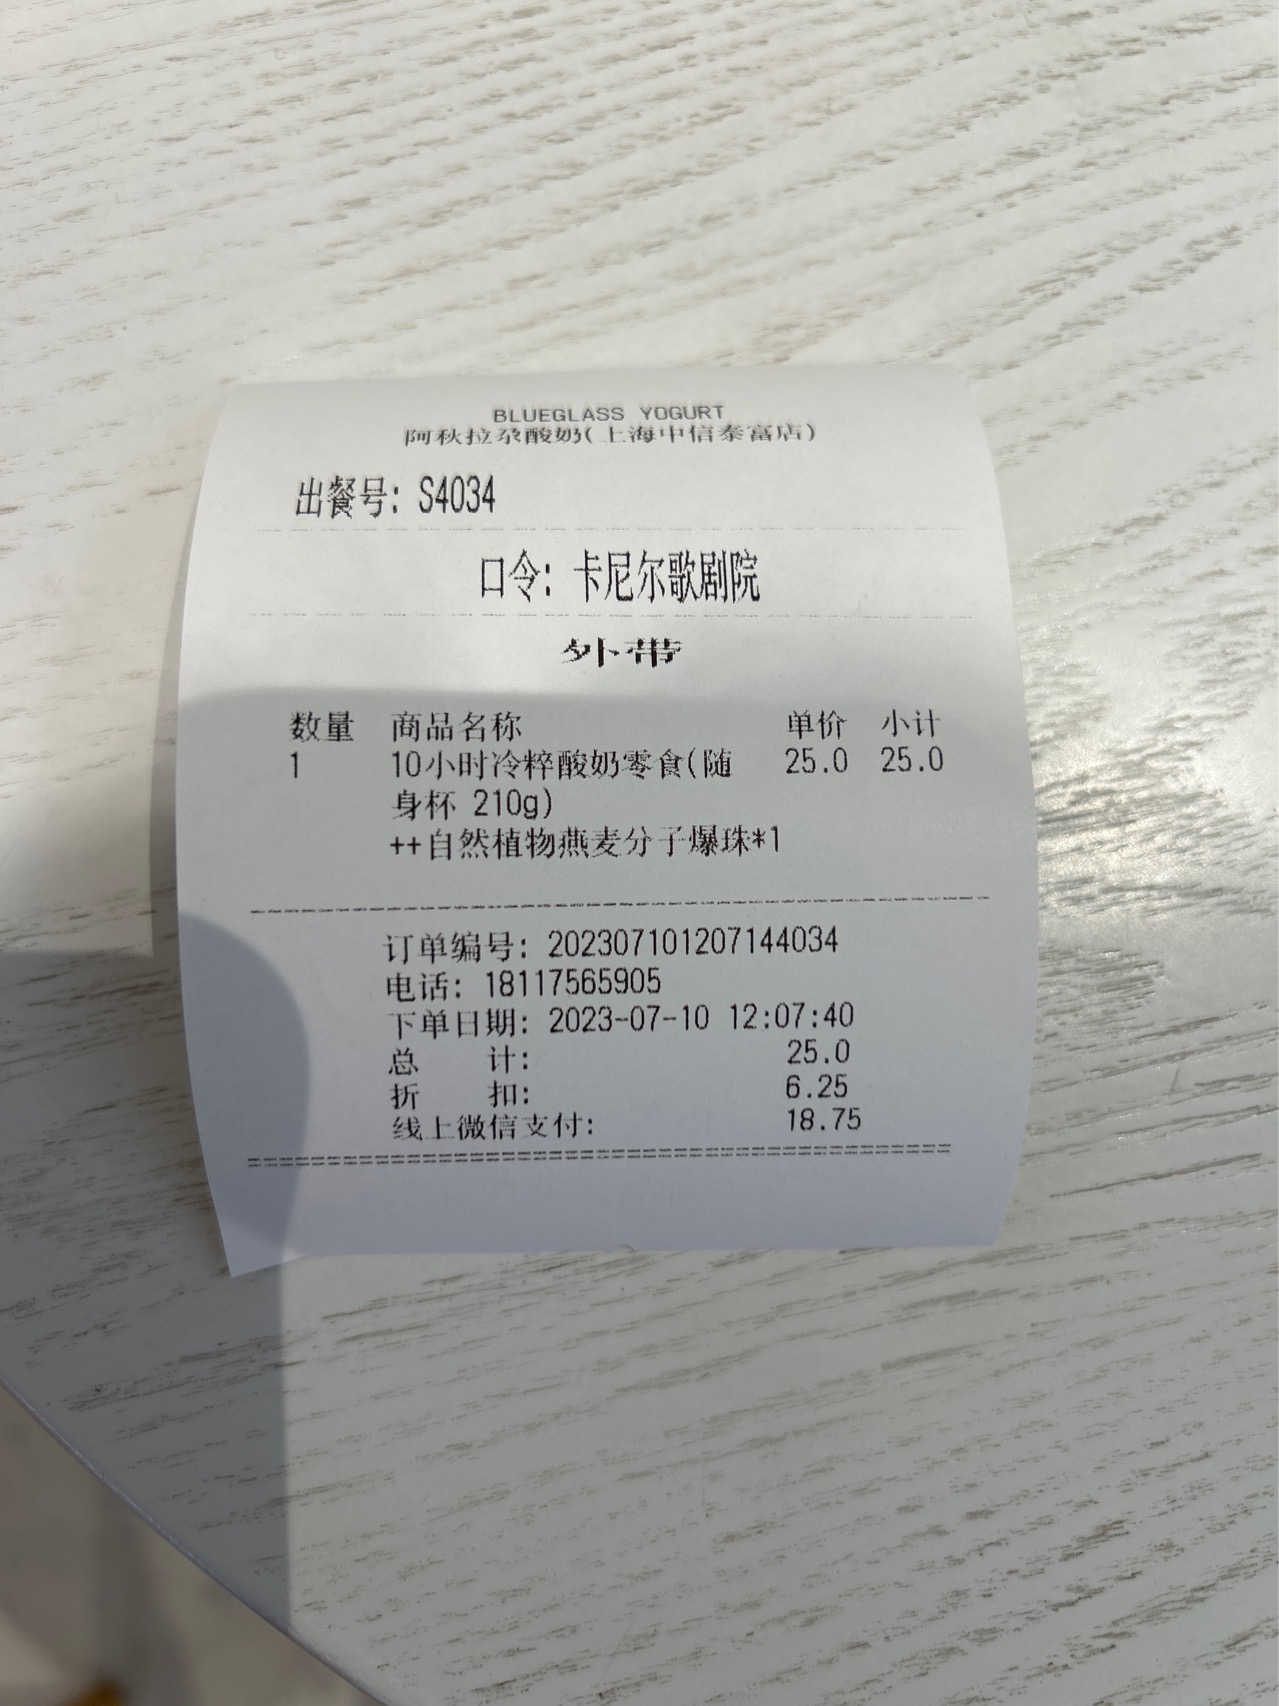 BLUEGLASS YOGURT
阿秋拉尕酸奶(上海中信泰富店)
出餐号: S4034
口令: 卡尼尔歌剧院
外带
数量 商品名称 单价 小计
1 10小时冷粹酸奶零食(随 25.0 25.0
身杯 210g)
++自然植物燕麦分子爆珠*1
订单编号: 202307101207144034
电话: 18117565905
下单日期: 2023-07-10 12:07:40
总 计: 25.0
折 扣: 6.25
线上微信支付: 18.75